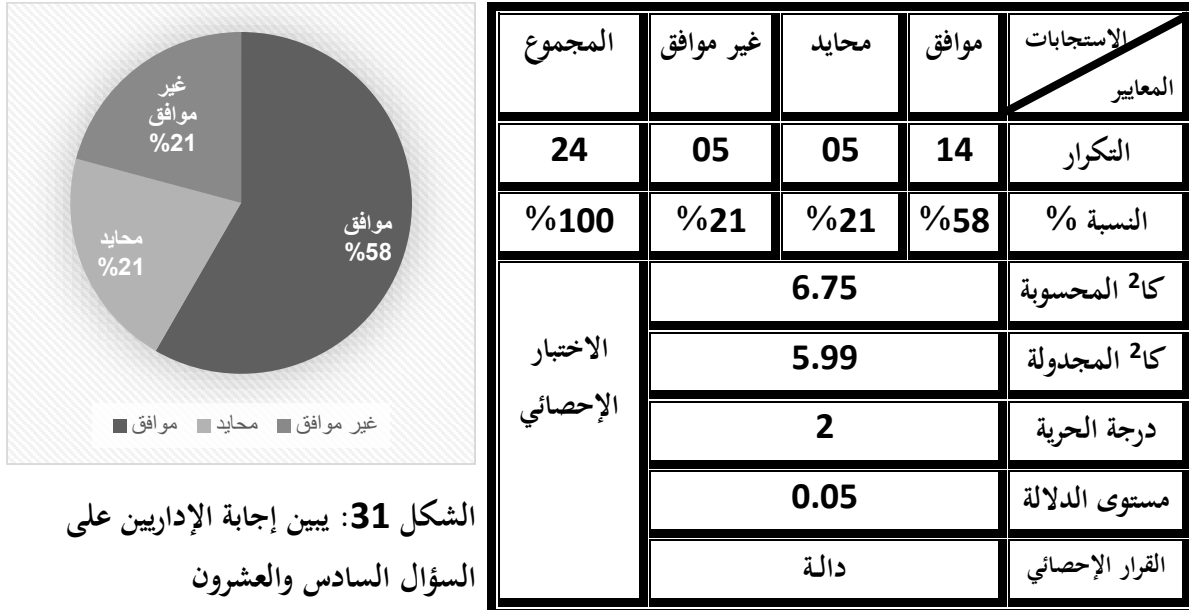 الاستجابات
المعايير
موافق
محايد
غير موافق
المجموع
التكرار
14
05
05
24
النسبة %
%58
%21
%21
%100
كا2 المحسوبة
6.75
الاختبار
الإحصائي
كا2 المجدولة
5.99
درجة الحرية
2
مستوى الدلالة
0.05
القرار الإحصائي
دالة
غير
موافق
%21
موافق
%58
محايد
%21
موافق محايد غير موافق
الشكل 31: يبين إجابة الإداريين على
السؤال السادس والعشرون